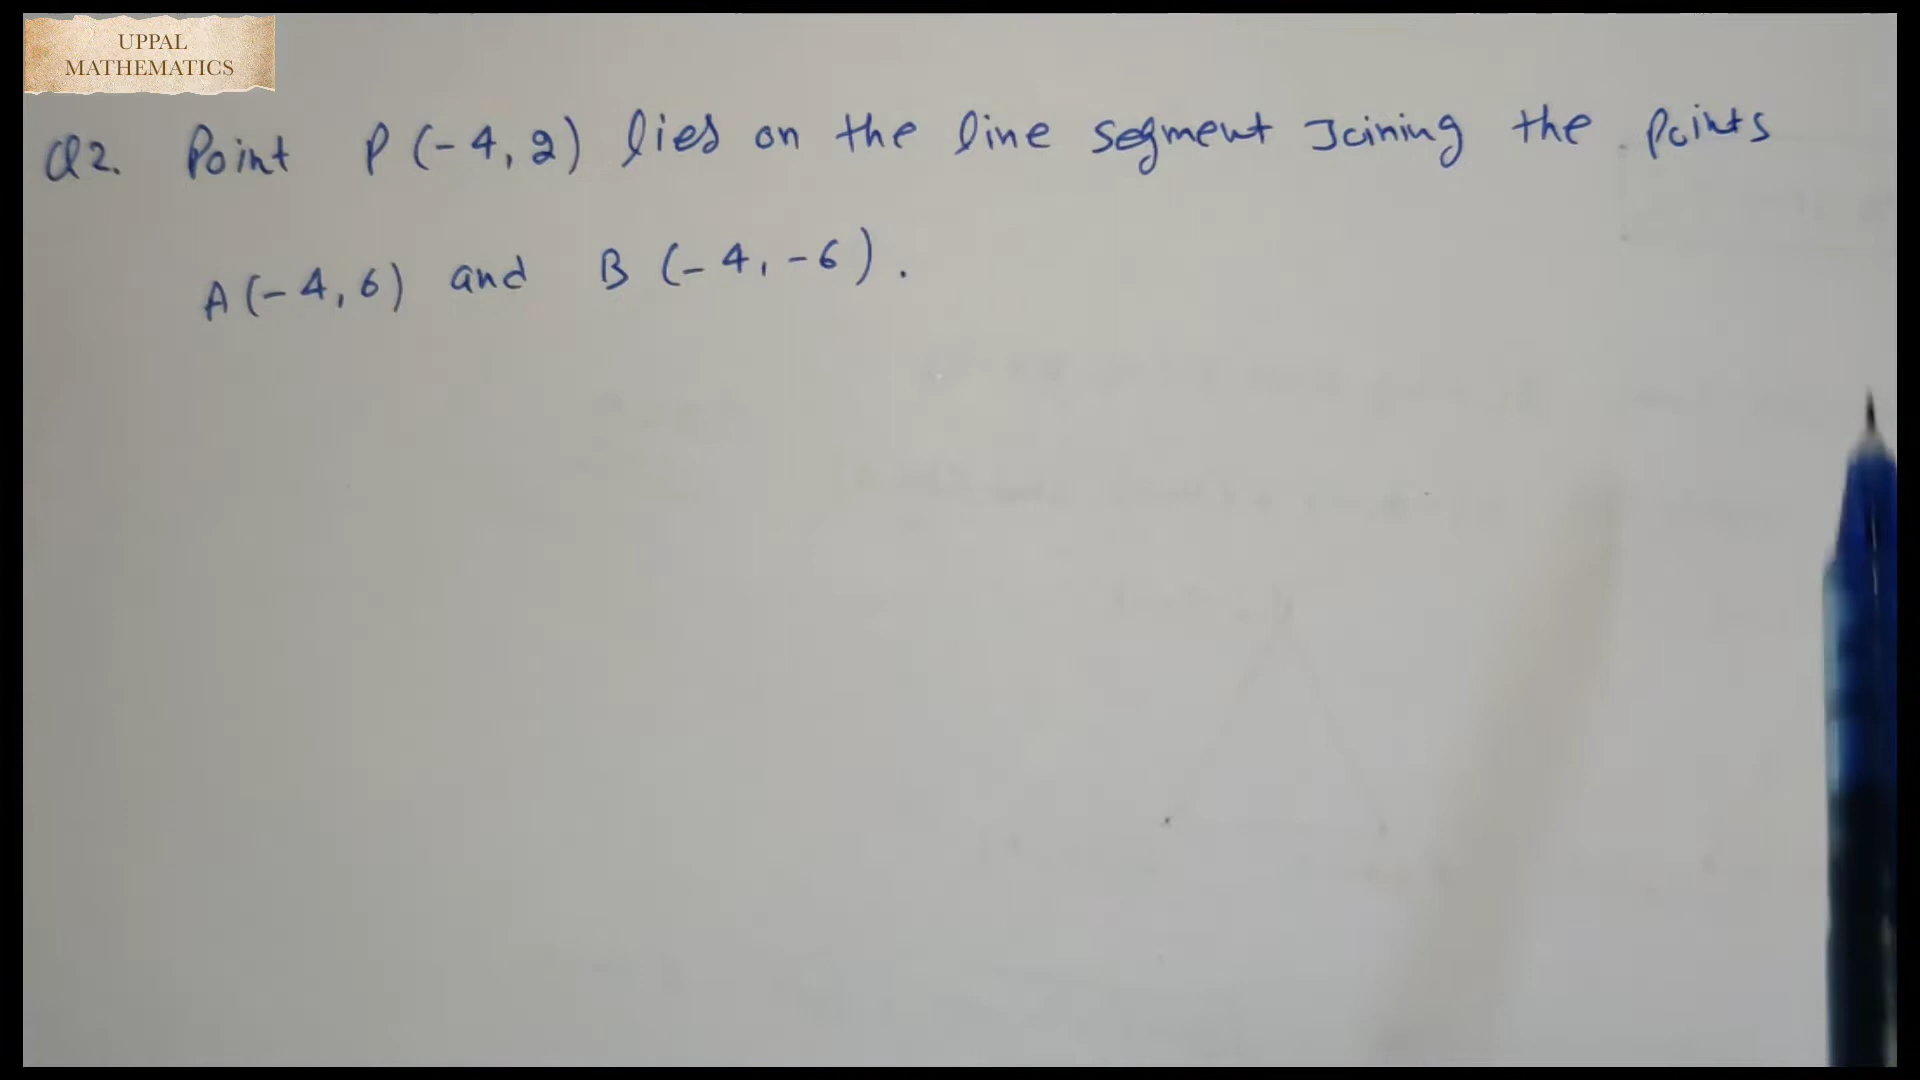 UPPAL
MATHEMATICS
Q2. Point P(-4,2) lies on the line segment Joining the Points
A(-4,6) and B(-4,-6).